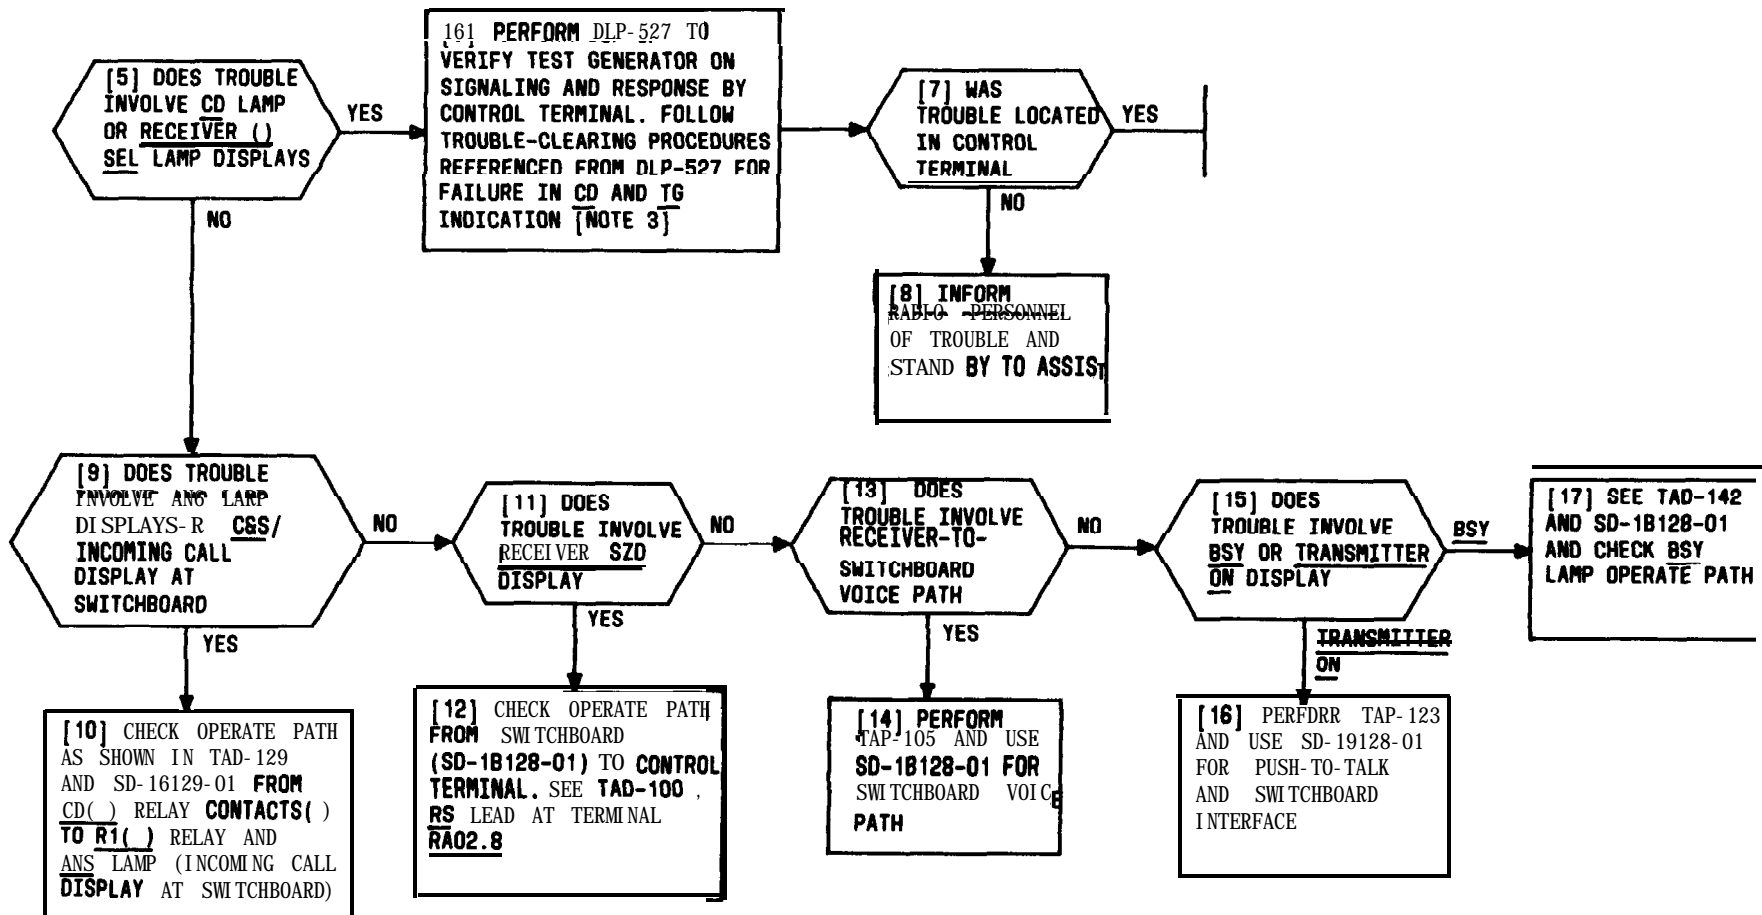 [5] DOES TROUBLE
INVOLVE CD LAMP
OR RECEIVER ()
SEL LAMP DISPLAYS
YES
NO
161 PERFORM DLP-527 TO
VERIFY TEST GENERATOR ON
SIGNALING AND RESPONSE BY
CONTROL TERMINAL. FOLLOW
TROUBLE-CLEARING PROCEDURES
REFERENCED FROM DLP-527 FOR
FAILURE IN CD AND TG
INDICATION [NOTE 3]
[7] WAS
TROUBLE LOCATED
IN CONTROL
TERMINAL
YES
NO
[8] INFORM
RADIO PERSONNEL
OF TROUBLE AND
STAND BY TO ASSIST
[9] DOES TROUBLE
INVOLVE ANG LARP
DISPLAYS-R C&S/
INCOMING CALL
DISPLAY AT
SWITCHBOARD
NO
YES
[10] CHECK OPERATE PATH
AS SHOWN IN TAD-129
AND SD-16129-01 FROM
CD( ) RELAY CONTACTS( )
TO R1( ) RELAY AND
ANS LAMP (INCOMING CALL
DISPLAY AT SWITCHBOARD)
[11] DOES
TROUBLE INVOLVE
RECEIVER SZD
DISPLAY
NO
YES
[12] CHECK OPERATE PATH
FROM SWITCHBOARD
(SD-1B128-01) TO CONTROL
TERMINAL. SEE TAD-100 ,
RS LEAD AT TERMINAL
RA02.8
[13] DOES
TROUBLE INVOLVE
RECEIVER-TO-
SWITCHBOARD
VOICE PATH
NO
YES
[14] PERFORM
TAP-105 AND USE
SD-1B128-01 FOR
SWITCHBOARD VOICE
PATH
[15] DOES
TROUBLE INVOLVE
BSY OR TRANSMITTER
ON DISPLAY
BSY
TRANSMITTER
ON
[16] PERFDRR TAP-123
AND USE SD-19128-01
FOR PUSH-TO-TALK
AND SWITCHBOARD
INTERFACE
[17] SEE TAD-142
AND SD-1B128-01
AND CHECK BSY
LAMP OPERATE PATH